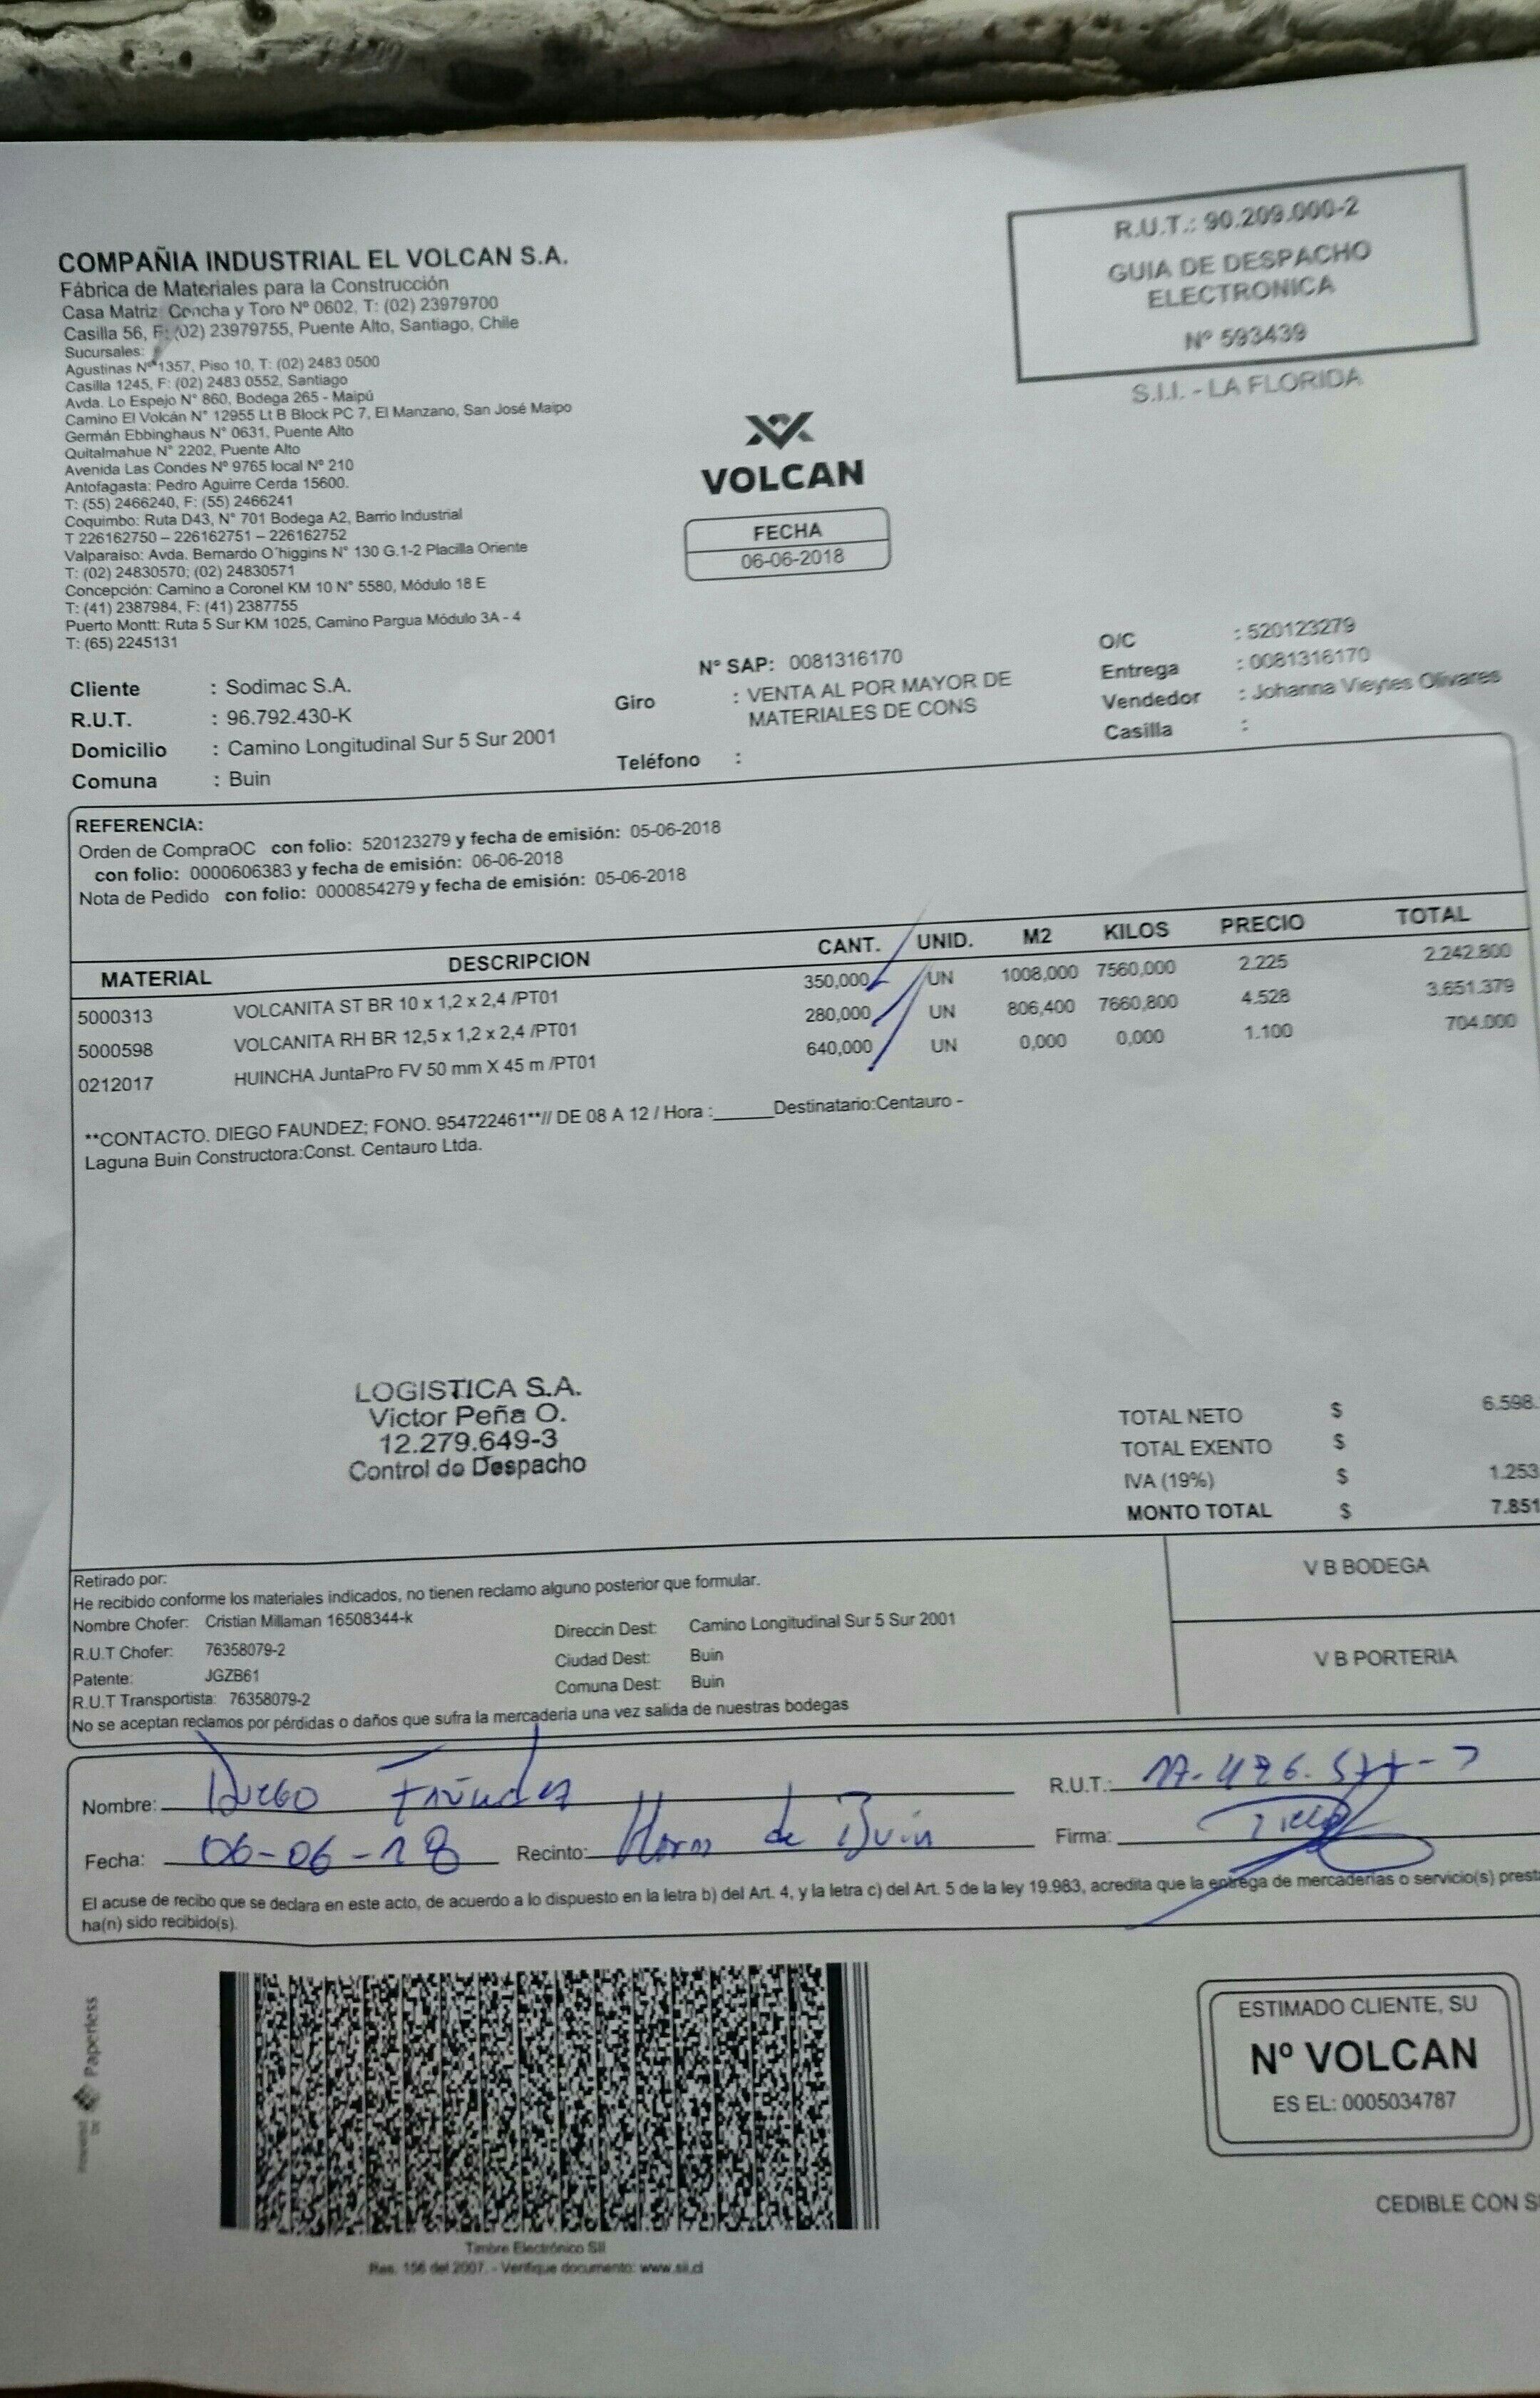 COMPAÑIA INDUSTRIAL EL VOLCAN S.A.
Fábrica de Materiales para la Construcción
Casa Matriz: Concha y Toro Nº 0602, T: (02) 23979700
Casilla 56, F: (02) 23979755, Puente Alto, Santiago, Chile
Sucursales:
Agustinas Nº 1357, Piso 10, T: (02) 2483 0500
Casilla 1245, F: (02) 2483 0552, Santiago
Avda. Lo Espejo N° 860, Bodega 265 - Maipú
Camino El Volcán N° 12955 Lt B Block PC 7, El Manzano, San José Maipo
Germán Ebbinghaus N° 0631, Puente Alto
Quitalmahue N° 2202, Puente Alto
Avenida Las Condes Nº 9765 local Nº 210
Antofagasta: Pedro Aguirre Cerda 15600.
T: (55) 2466240, F: (55) 2466241
Coquimbo: Ruta D43, N° 701 Bodega A2, Barrio Industrial
T 226162750 – 226162751 – 226162752
Valparaíso: Avda. Bernardo O´higgins N° 130 G.1-2 Placilla Oriente
T: (02) 24830570; (02) 24830571
Concepción: Camino a Coronel KM 10 N° 5580, Módulo 18 E
T: (41) 2387984, F: (41) 2387755
Puerto Montt: Ruta 5 Sur KM 1025, Camino Pargua Módulo 3A - 4
T: (65) 2245131
R.U.T.: 90.209.000-2
GUIA DE DESPACHO
ELECTRONICA
Nº 593439
S.I.I. - LA FLORIDA
VOLCAN
FECHA
06-06-2018
Cliente : Sodimac S.A.
R.U.T. : 96.792.430-K
Domicilio : Camino Longitudinal Sur 5 Sur 2001
Comuna : Buin
N° SAP: 0081316170
Giro : VENTA AL POR MAYOR DE
MATERIALES DE CONS
Teléfono :
O/C : 520123279
Entrega : 0081316170
Vendedor : Johanna Vieytes Olivares
Casilla :
REFERENCIA:
Orden de CompraOC con folio: 520123279 y fecha de emisión: 05-06-2018
con folio: 0000606383 y fecha de emisión: 06-06-2018
Nota de Pedido con folio: 0000854279 y fecha de emisión: 05-06-2018
MATERIAL DESCRIPCION CANT. UNID. M2 KILOS PRECIO TOTAL
5000313 VOLCANITA ST BR 10 x 1,2 x 2,4 /PT01 350,000 UN 1008,000 7560,000 2.225 2.242.800
5000598 VOLCANITA RH BR 12,5 x 1,2 x 2,4 /PT01 280,000 UN 806,400 7660,800 4.528 3.651.379
0212017 HUINCHA JuntaPro FV 50 mm X 45 m /PT01 640,000 UN 0,000 0,000 1.100 704.000
**CONTACTO. DIEGO FAUNDEZ; FONO. 954722461**// DE 08 A 12 / Hora :______Destinatario:Centauro -
Laguna Buin Constructora:Const. Centauro Ltda.
LOGISTICA S.A.
Victor Peña O.
12.279.649-3
Control de Despacho
TOTAL NETO $ 6.598.
TOTAL EXENTO $
IVA (19%) $ 1.253
MONTO TOTAL $ 7.851
Retirado por:
He recibido conforme los materiales indicados, no tienen reclamo alguno posterior que formular.
Nombre Chofer: Cristian Millaman 16508344-k
R.U.T Chofer: 76358079-2
Patente: JGZB61
R.U.T Transportista: 76358079-2
Direccin Dest: Camino Longitudinal Sur 5 Sur 2001
Ciudad Dest: Buin
Comuna Dest: Buin
No se aceptan reclamos por pérdidas o daños que sufra la mercadería una vez salida de nuestras bodegas
V B BODEGA
V B PORTERIA
Nombre: Diego Faúndez R.U.T.:
Fecha: 06-06-18 Recinto: de Buin Firma:
El acuse de recibo que se declara en este acto, de acuerdo a lo dispuesto en la letra b) del Art. 4, y la letra c) del Art. 5 de la ley 19.983, acredita que la entrega de mercaderías o servicio(s) presta
ha(n) sido recibido(s).
Powered by Paperless
Timbre Electrónico SII
Res. 156 del 2007. - Verifique documento: www.sii.cl
ESTIMADO CLIENTE, SU
Nº VOLCAN
ES EL: 0005034787
CEDIBLE CON S